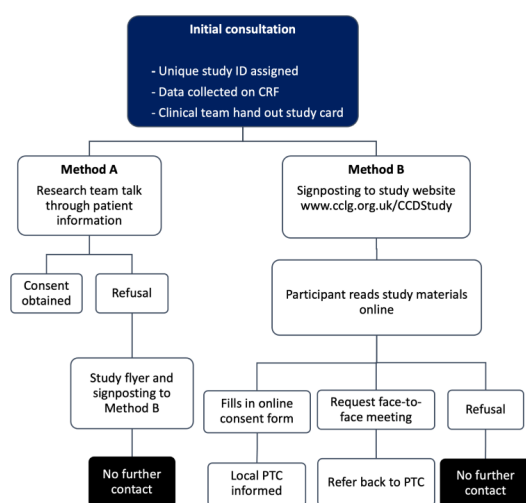 Initial consultation
- Unique study ID assigned
- Data collected on CRF
- Clinical team hand out study card
Method A
Research team talk
through patient
information
Method B
Signposting to study website
www.cclg.org.uk/CCDStudy
Consent
obtained
Refusal
Participant reads study materials
online
Study flyer and
signposting to
Method B
Fills in online
consent form
Request face-to-
face meeting
Refusal
No further
contact
Local PTC
informed
Refer back to PTC
No further
contact